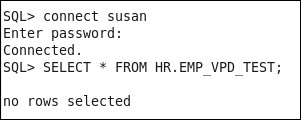 SQL> connect susan
Enter password:
Connected.
SQL> SELECT * FROM HR.EMP_VPD_TEST;
no rows selected